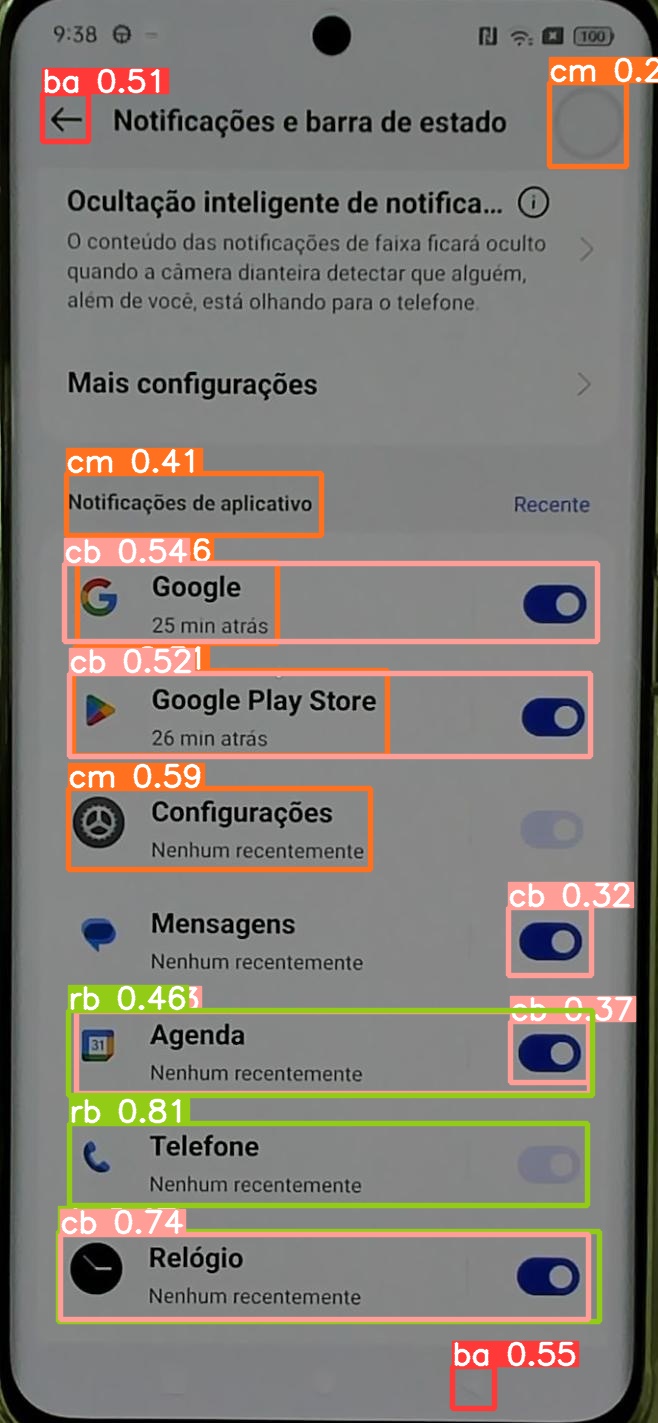 9:38
100
ba 0.51
cm 0.2
Notificações e barra de estado
Ocultação inteligente de notifica...
O conteúdo das notificações de faixa ficará oculto
quando a câmera dianteira detectar que alguém,
além de você, está olhando para o telefone.
Mais configurações
cm 0.41
Notificações de aplicativo
Recente
cb 0.54 6
Google
25 min atrás
cb 0.52
Google Play Store
26 min atrás
cm 0.59
Configurações
Nenhum recentemente
cb 0.32
Mensagens
Nenhum recentemente
rb 0.46
cb 0.37
31
Agenda
Nenhum recentemente
rb 0.81
Telefone
Nenhum recentemente
cb 0.74
Relógio
Nenhum recentemente
ba 0.55